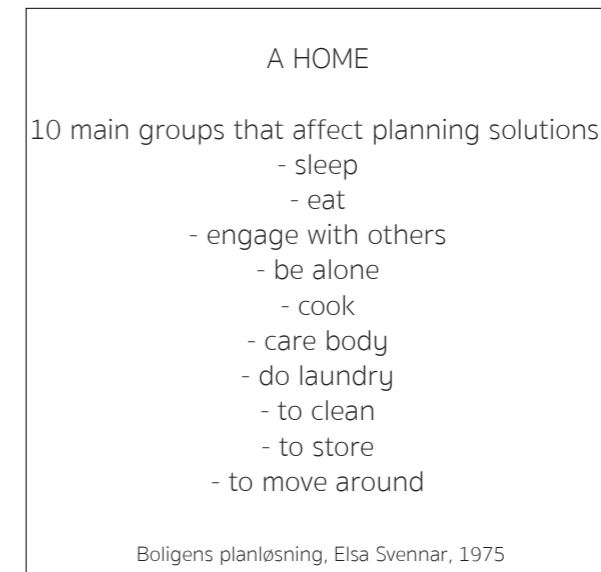 A HOME
10 main groups that affect planning solutions
- sleep
- eat
- engage with others
- be alone
- cook
- care body
- do laundry
- to clean
- to store
- to move around
Boligens planløsning, Elsa Svennar, 1975